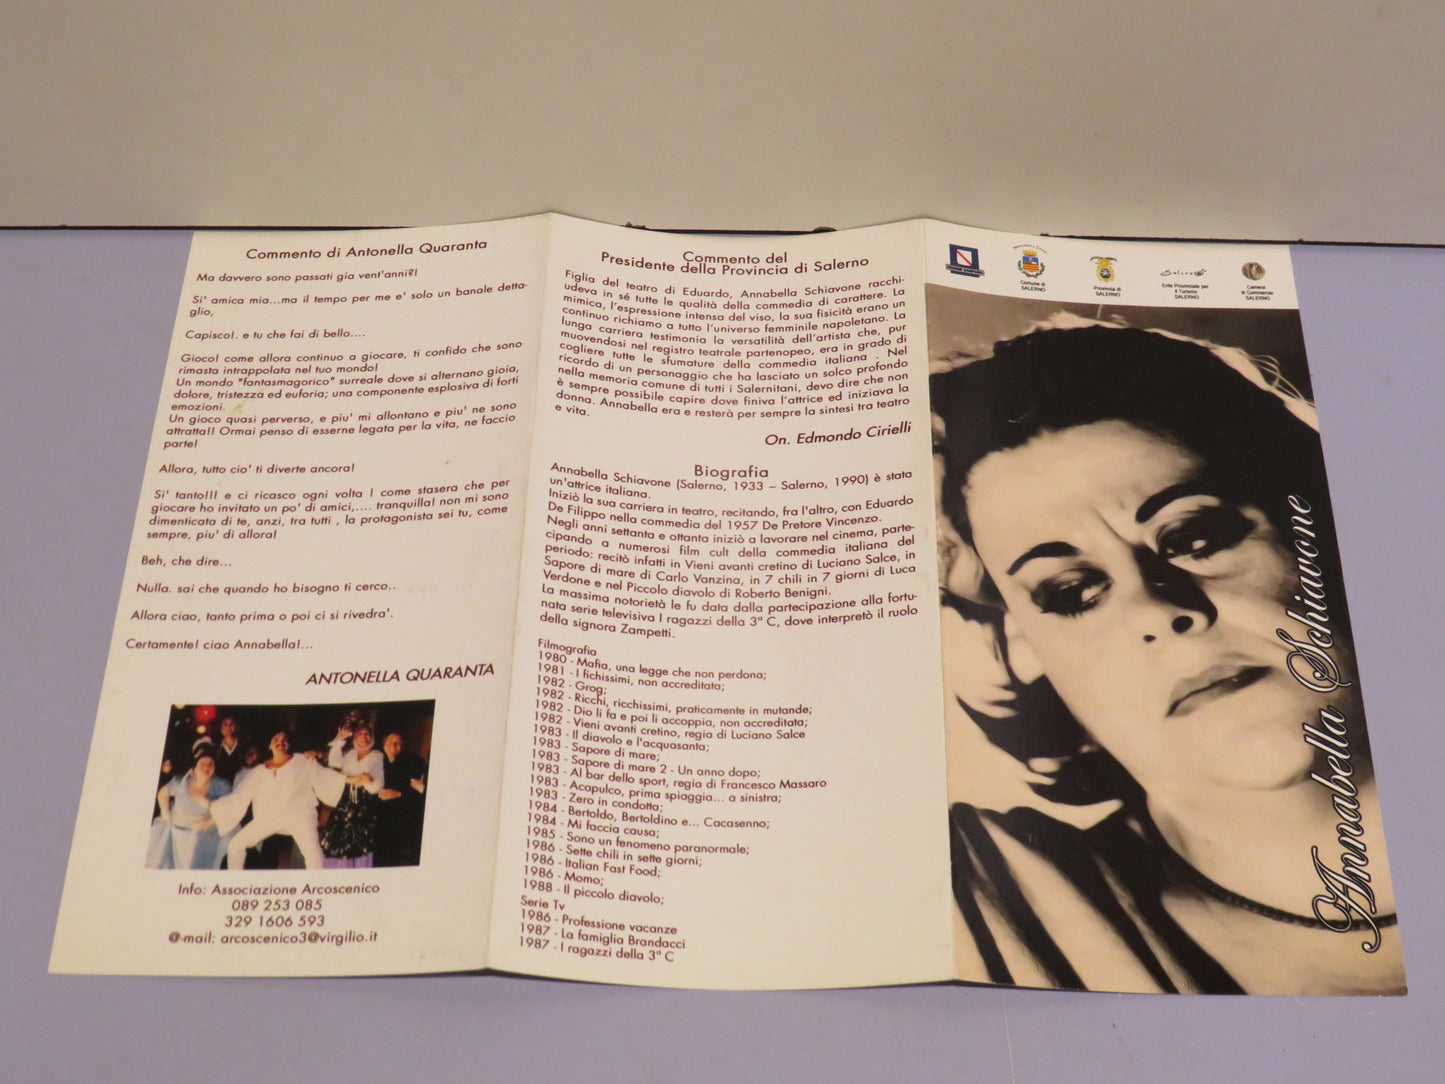 Commento di Antonella Quaranta
Ma davvero sono passati gia vent'anni?!
Si' amica mia...ma il tempo per me e' solo un banale detta-
glio,
Capisco!. e tu che fai di bello....
Gioco! come allora continuo a giocare, ti confido che sono
rimasta intrappolata nel tuo mondo!
Un mondo "fantasmagorico" surreale dove si alternano gioia,
dolore, tristezza ed euforia; una componente esplosiva di forti
emozioni.
Un gioco quasi perverso, e piu' mi allontano e piu' ne sono
attratta!! Ormai penso di esserne legata per la vita, ne faccio
parte!
Allora, tutto cio' ti diverte ancora!
Si' tanto!!! e ci ricasco ogni volta ! come stasera che per
giocare ho invitato un po' di amici,.... tranquilla! non mi sono
dimenticata di te, anzi, tra tutti , la protagonista sei tu, come
sempre, piu' di allora!
Beh, che dire...
Nulla. sai che quando ho bisogno ti cerco..
Allora ciao, tanto prima o poi ci si rivedra'.
Certamente! ciao Annabella!...
ANTONELLA QUARANTA
Info: Associazione Arcoscenico
089 253 085
329 1606 593
@-mail: arcoscenico3@virgilio.it
Commento del
Presidente della Provincia di Salerno
Figlia del teatro di Eduardo, Annabella Schiavone racchi-
udeva in sé tutte le qualità della commedia di carattere. La
mimica, l'espressione intensa del viso, la sua fisicità erano un
continuo richiamo a tutto l'universo femminile napoletano. La
lunga carriera testimonia la versatilità dell'artista che, pur
muovendosi nel registro teatrale partenopeo, era in grado di
cogliere tutte le sfumature della commedia italiana . Nel
ricordo di un personaggio che ha lasciato un solco profondo
nella memoria comune di tutti i Salernitani, devo dire che non
è sempre possibile capire dove finiva l'attrice ed iniziava la
donna. Annabella era e resterà per sempre la sintesi tra teatro
e vita.
On. Edmondo Cirielli
Biografia
Annabella Schiavone (Salerno, 1933 – Salerno, 1990) è stata
un'attrice italiana.
Iniziò la sua carriera in teatro, recitando, fra l'altro, con Eduardo
De Filippo nella commedia del 1957 De Pretore Vincenzo.
Negli anni settanta e ottanta iniziò a lavorare nel cinema, parte-
cipando a numerosi film cult della commedia italiana del
periodo: recitò infatti in Vieni avanti cretino di Luciano Salce, in
Sapore di mare di Carlo Vanzina, in 7 chili in 7 giorni di Luca
Verdone e nel Piccolo diavolo di Roberto Benigni.
La massima notorietà le fu data dalla partecipazione alla fortu-
nata serie televisiva I ragazzi della 3ª C, dove interpretò il ruolo
della signora Zampetti.
Filmografia
1980 - Mafia, una legge che non perdona;
1981 - I fichissimi, non accreditata;
1982 - Grog;
1982 - Ricchi, ricchissimi, praticamente in mutande;
1982 - Dio li fa e poi li accoppia, non accreditata;
1982 - Vieni avanti cretino, regia di Luciano Salce
1983 - Il diavolo e l'acquasanta;
1983 - Sapore di mare;
1983 - Sapore di mare 2 - Un anno dopo;
1983 - Al bar dello sport, regia di Francesco Massaro
1983 - Acapulco, prima spiaggia... a sinistra;
1983 - Zero in condotta;
1984 - Bertoldo, Bertoldino e... Cacasenno;
1984 - Mi faccia causa;
1985 - Sono un fenomeno paranormale;
1986 - Sette chili in sette giorni;
1986 - Italian Fast Food;
1986 - Momo;
1988 - Il piccolo diavolo;
Serie Tv
1986 - Professione vacanze
1987 - La famiglia Brandacci
1987 - I ragazzi della 3ª C
Comune di
SALERNO
Provincia di
SALERNO
Ente Provinciale per
il Turismo
SALERNO
Camera
di Commercio
SALERNO
Annabella Schiavone